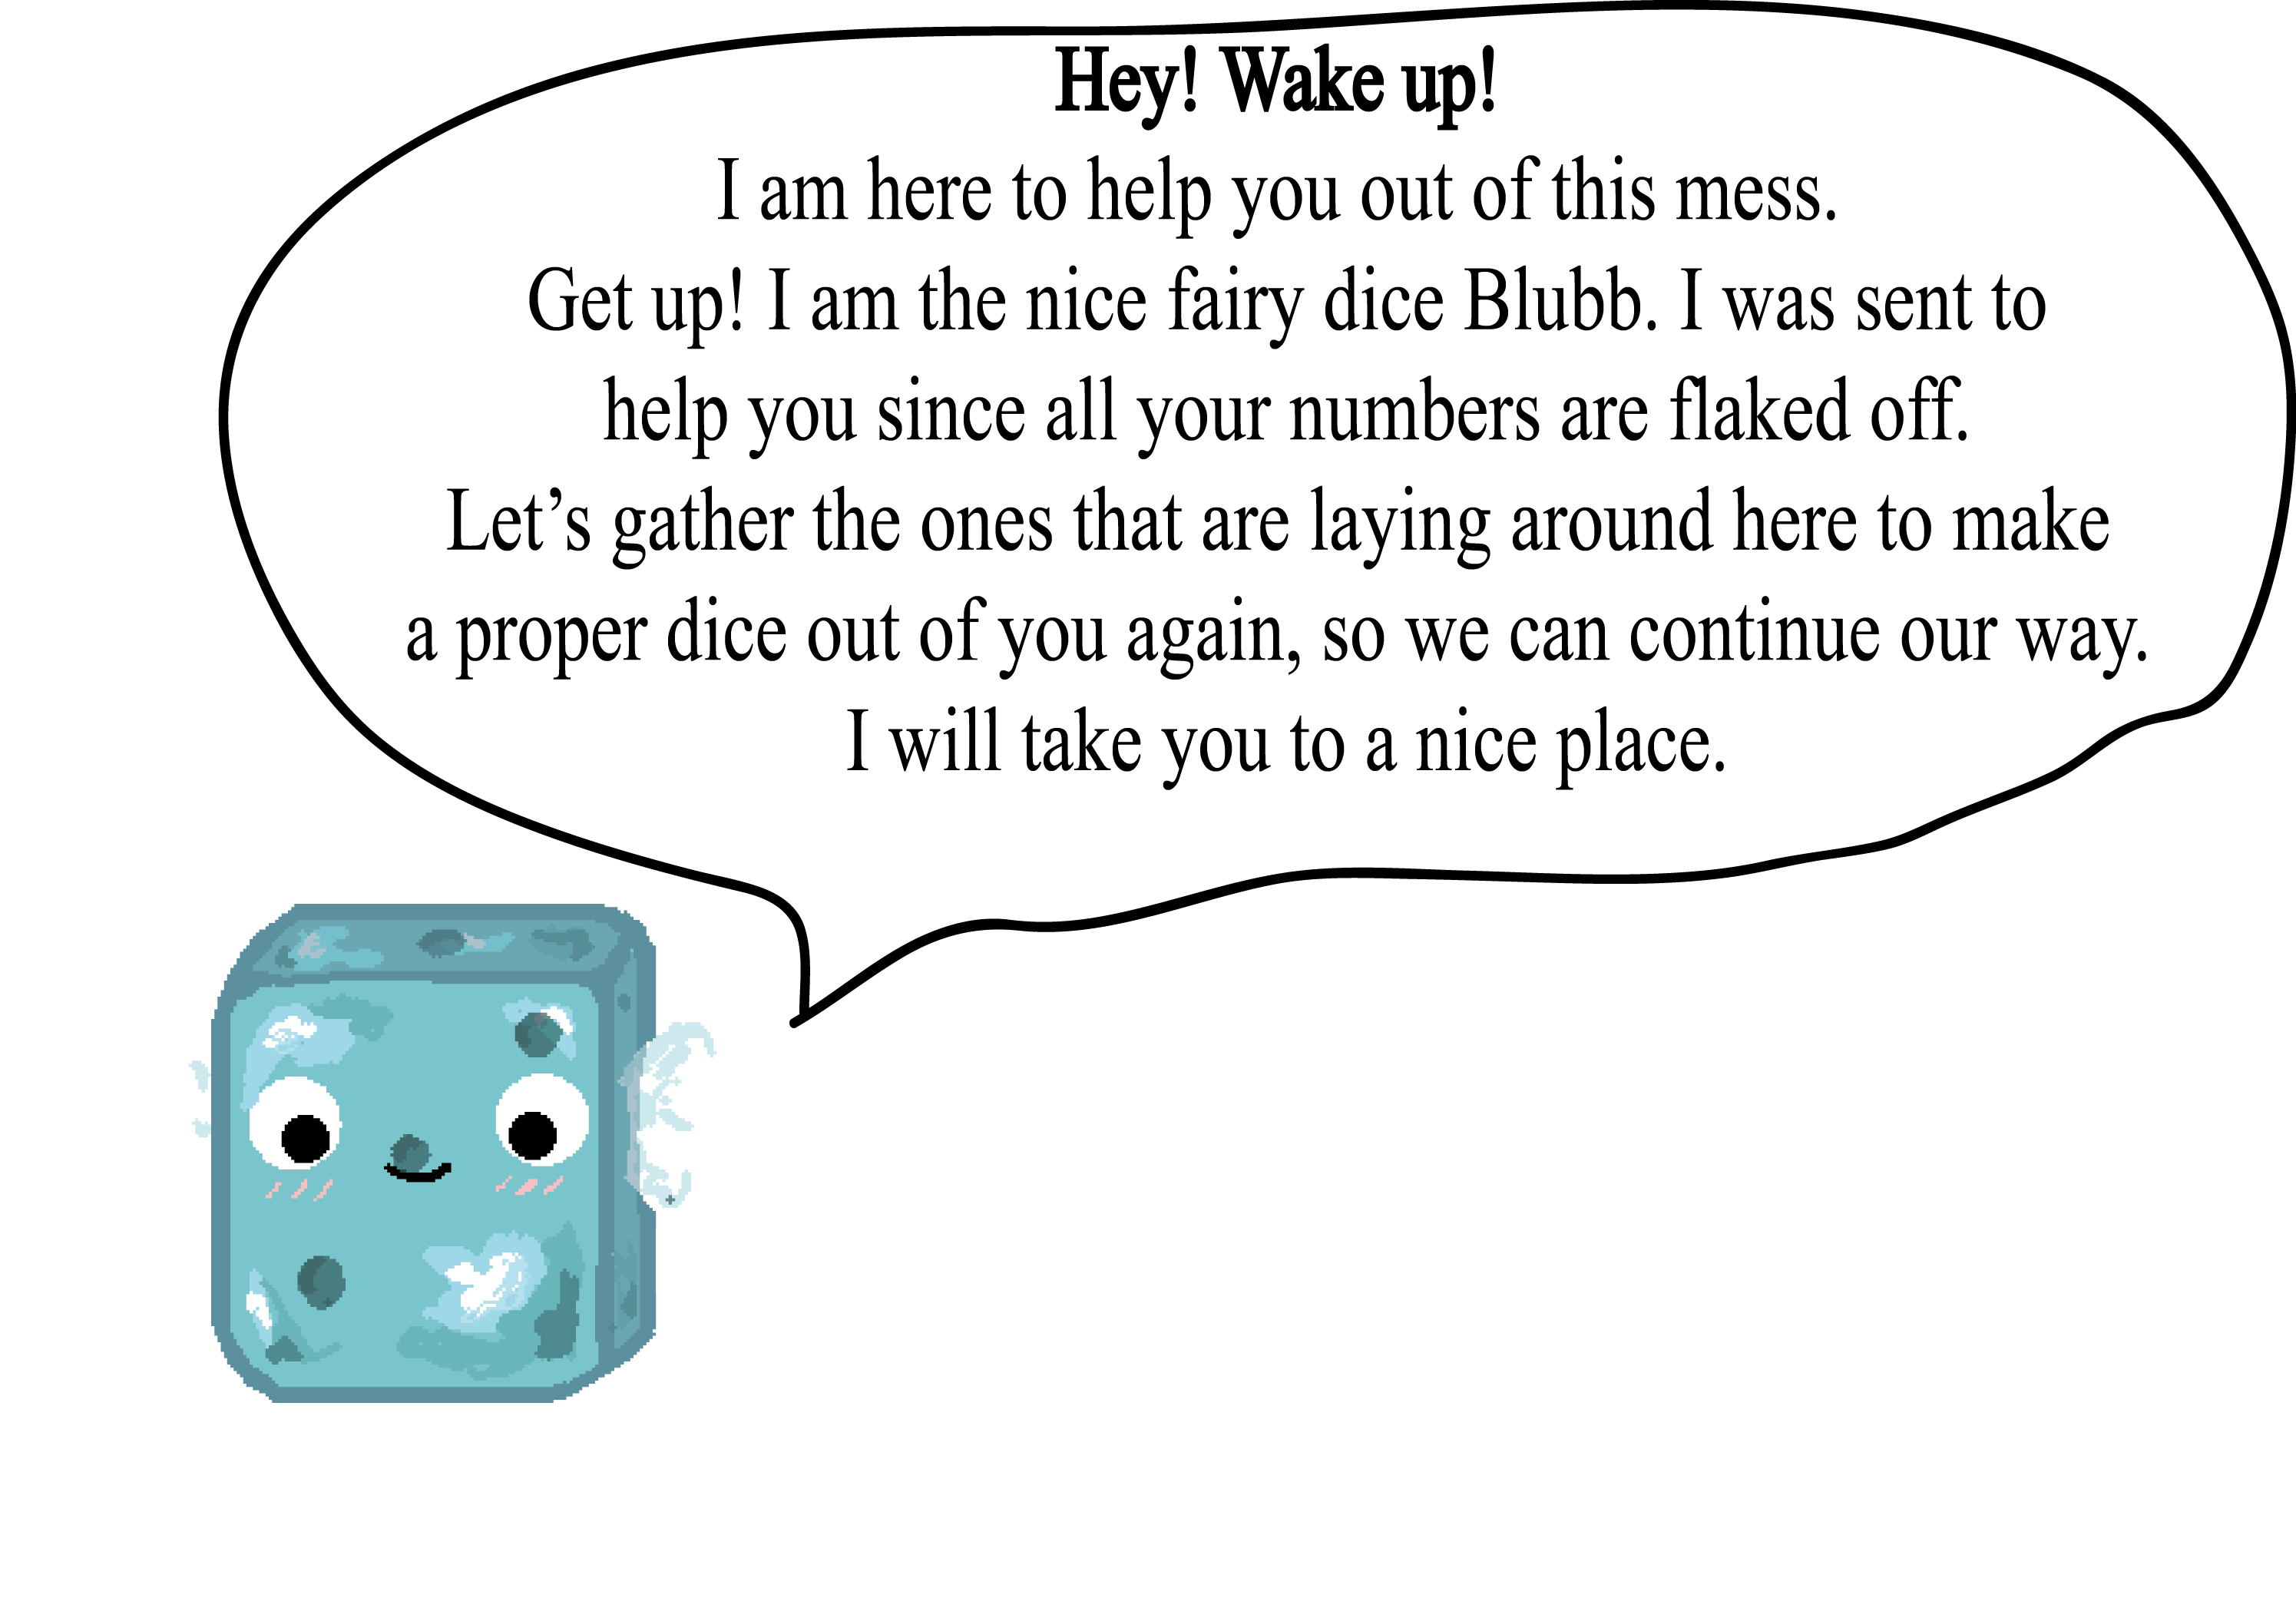 Hey! Wake up!
I am here to help you out of this mess.
Get up! I am the nice fairy dice Blubb. I was sent to
help you since all your numbers are flaked off.
Let’s gather the ones that are laying around here to make
a proper dice out of you again, so we can continue our way.
I will take you to a nice place.